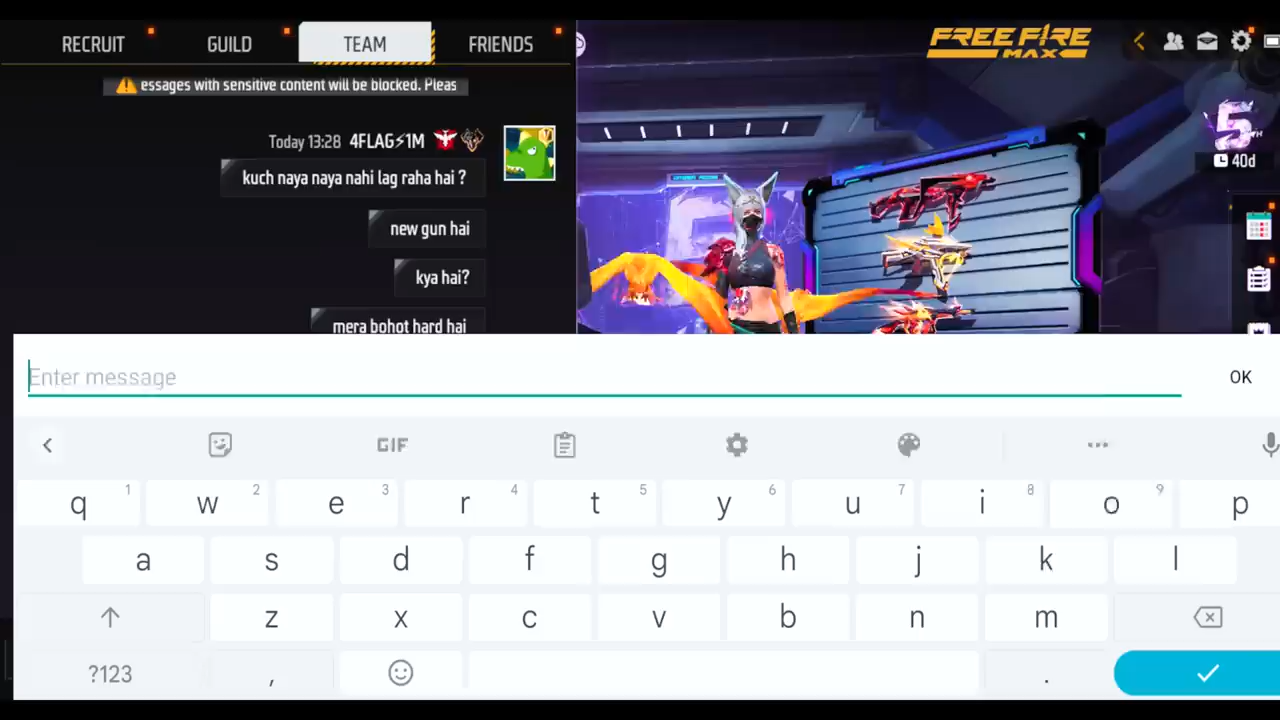 RECRUIT GUILD TEAM FRIENDS
FREE FIRE
MAX
essages with sensitive content will be blocked. Pleas
Today 13:28 4FLAG⚡1M
kuch naya naya nahi lag raha hai ?
new gun hai
kya hai?
mera bohot hard hai
5
40d
Enter message
OK
GIF
q 1 w 2 e 3 r 4 t 5 y 6 u 7 i 8 o 9 p
a s d f g h j k l
z x c v b n m
?123 , .